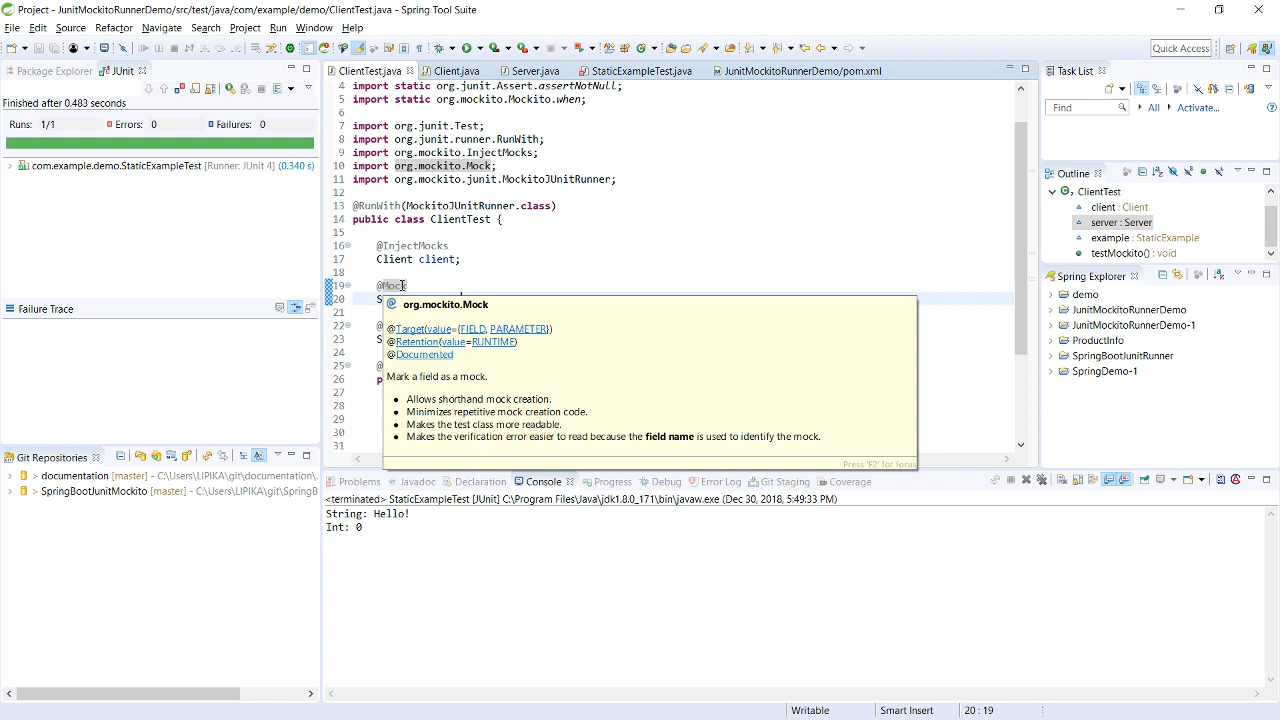 Project - JunitMockitoRunnerDemo/src/test/java/com/example/demo/ClientTest.java - Spring Tool Suite
File Edit Source Refactor Navigate Search Project Run Window Help
Quick Access
Package Explorer JUnit
Finished after 0.483 seconds
Runs: 1/1 Errors: 0 Failures: 0
com.example.demo.StaticExampleTest [Runner: JUnit 4] (0.340 s)
Failure Trace
Git Repositories
documentation [master] - C:\Users\LIPIKA\git\documentation\
SpringBootUnitMockito [master] - C:\Users\LIPIKA\git\SpringB
ClientTest.java Client.java Server.java StaticExampleTest.java JunitMockitoRunnerDemo/pom.xml
4 import static org.junit.Assert.assertNotNull;
5 import static org.mockito.Mockito.when;
6
7 import org.junit.Test;
8 import org.junit.runner.RunWith;
9 import org.mockito.InjectMocks;
10 import org.mockito.Mock;
11 import org.mockito.junit.MockitoJUnitRunner;
12
13 @RunWith(MockitoJUnitRunner.class)
14 public class ClientTest {
15
16 @InjectMocks
17 Client client;
18
19 @Mock
20 S
21
22 @
23 S
24
25 @
26 p
27
28
29
30
31
org.mockito.Mock
@Target(value={FIELD, PARAMETER})
@Retention(value=RUNTIME)
@Documented
Mark a field as a mock.
• Allows shorthand mock creation.
• Minimizes repetitive mock creation code.
• Makes the test class more readable.
• Makes the verification error easier to read because the field name is used to identify the mock.
Press 'F2' for focus
Problems @ Declaration Console Progress Debug Error Log Git Staging Coverage
<terminated> StaticExampleTest [JUnit] C:\Program Files\Java\jdk1.8.0_171\bin\javaw.exe (Dec 30, 2018, 5:49:33 PM)
String: Hello!
Int: 0
Task List
Find All Activate...
Outline
ClientTest
client : Client
server : Server
example : StaticExample
testMockito() : void
Spring Explorer
demo
JunitMockitoRunnerDemo
JunitMockitoRunnerDemo-1
ProductInfo
SpringBootJunitRunner
SpringDemo-1
Writable Smart Insert 20 : 19